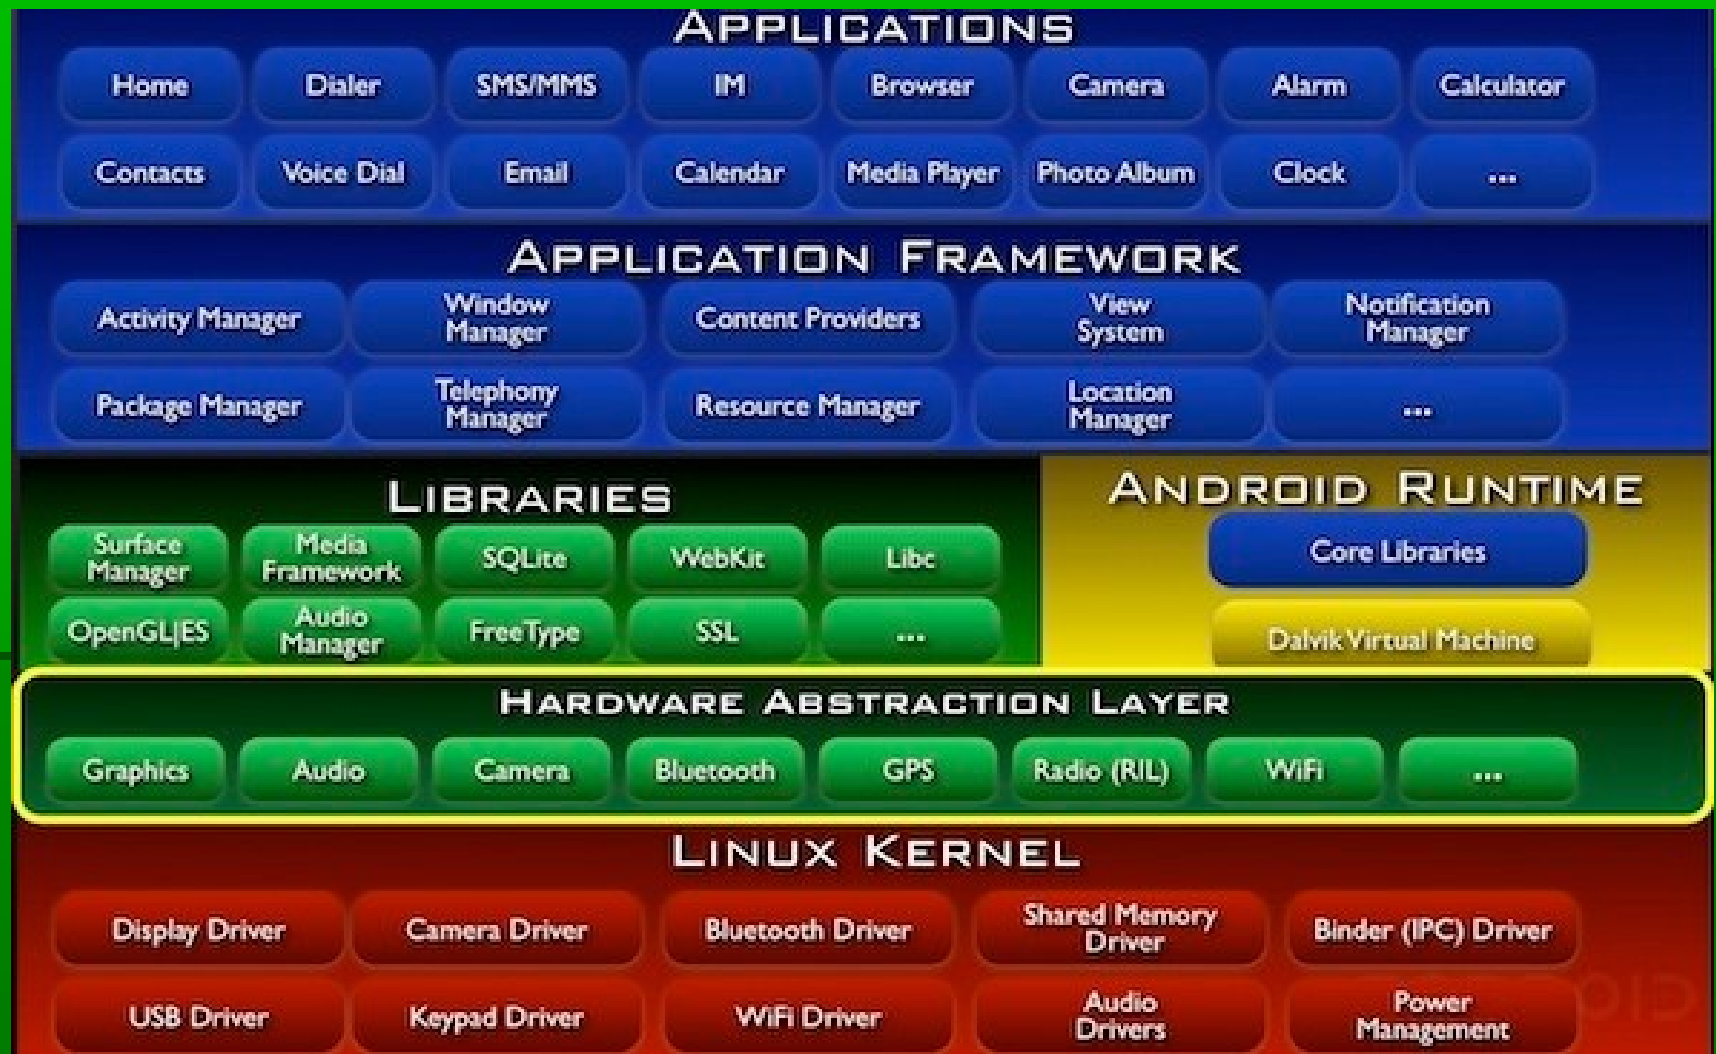 APPLICATIONS
Home Dialer SMS/MMS IM Browser Camera Alarm Calculator
Contacts Voice Dial Email Calendar Media Player Photo Album Clock ...
APPLICATION FRAMEWORK
Activity Manager
Window
Manager
Content Providers
View
System
Notification
Manager
Package Manager
Telephony
Manager
Resource Manager
Location
Manager
...
LIBRARIES
Surface
Manager
Media
Framework
SQLite
WebKit
Libc
OpenGL|ES
Audio
Manager
FreeType
SSL
...
ANDROID RUNTIME
Core Libraries
Dalvik Virtual Machine
HARDWARE ABSTRACTION LAYER
Graphics Audio Camera Bluetooth GPS Radio (RIL) WiFi ...
LINUX KERNEL
Display Driver
Camera Driver
Bluetooth Driver
Shared Memory
Driver
Binder (IPC) Driver
USB Driver
Keypad Driver
WiFi Driver
Audio
Drivers
Power
Management